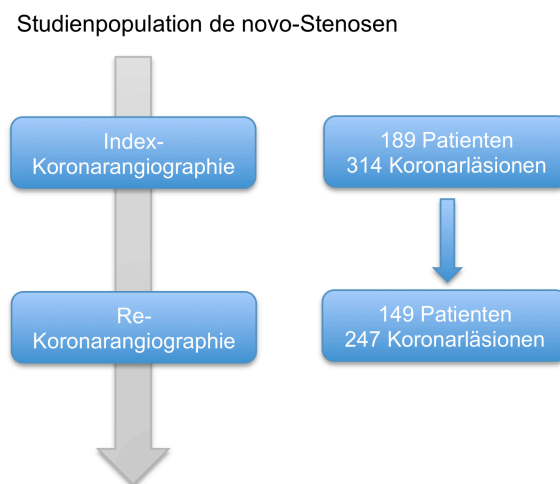 Studienpopulation de novo-Stenosen
Index-
Koronarangiographie
189 Patienten
314 Koronarläsionen
Re-
Koronarangiographie
149 Patienten
247 Koronarläsionen